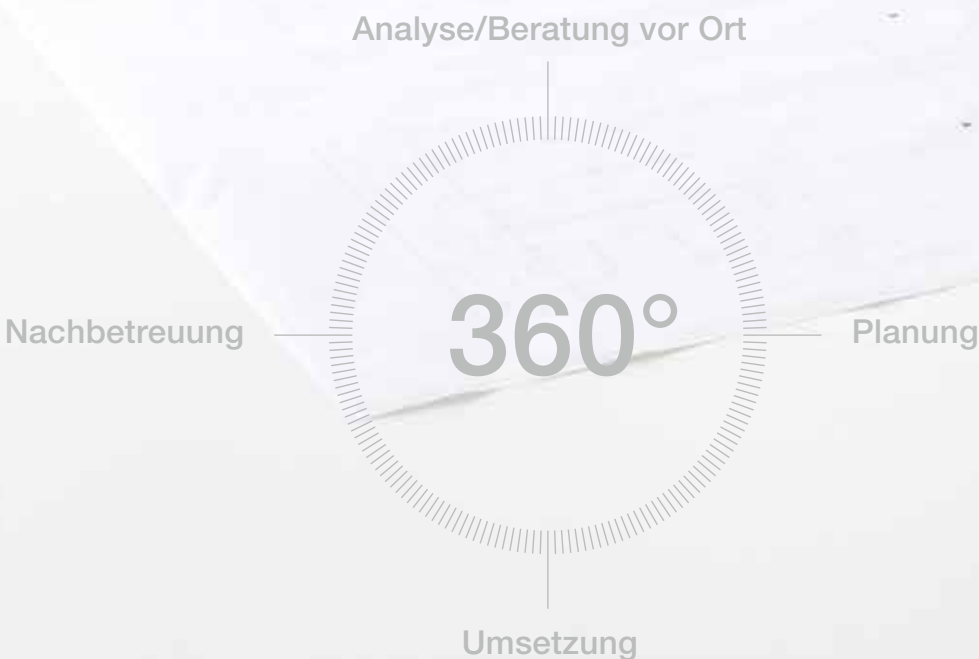 Analyse/Beratung vor Ort
360°
Nachbetreuung
Planung
Umsetzung